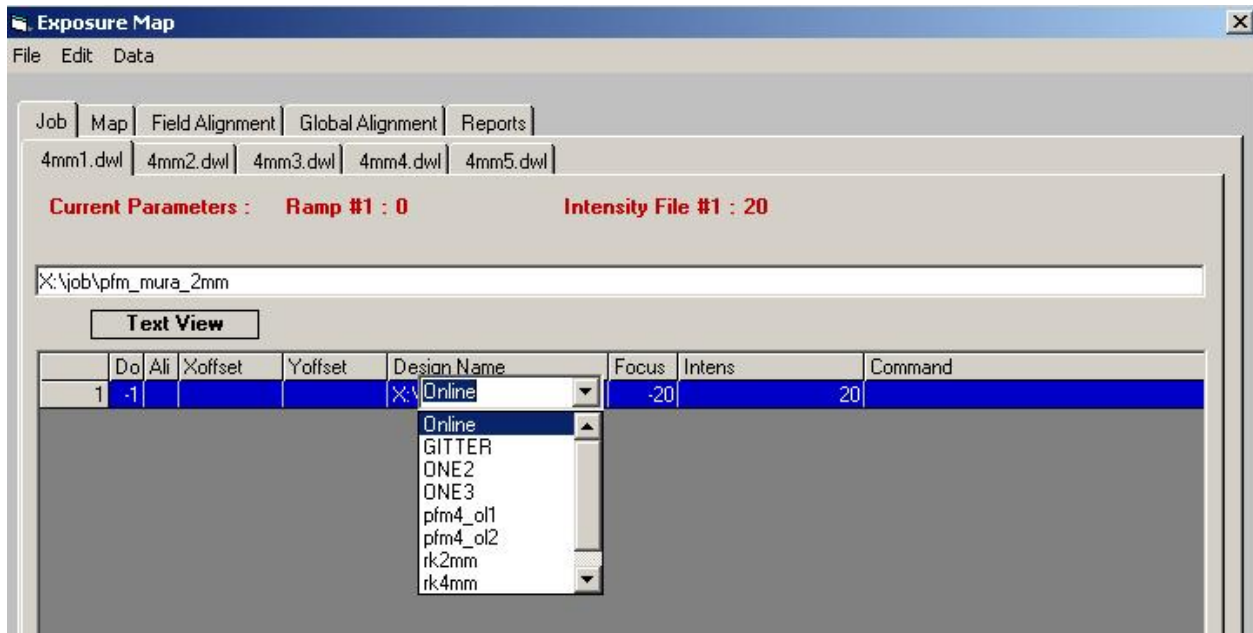 Exposure Map
File Edit Data
Job Map Field Alignment Global Alignment Reports
4mm1.dwl 4mm2.dwl 4mm3.dwl 4mm4.dwl 4mm5.dwl
Current Parameters : Ramp #1 : 0 Intensity File #1 : 20
X:\job\pfm_mura_2mm
Text View
Do Ali Xoffset Yoffset Design Name Focus Intens Command
1 -1 X:\ Online -20 20
Online
GITTER
ONE2
ONE3
pfm4_ol1
pfm4_ol2
rk2mm
rk4mm